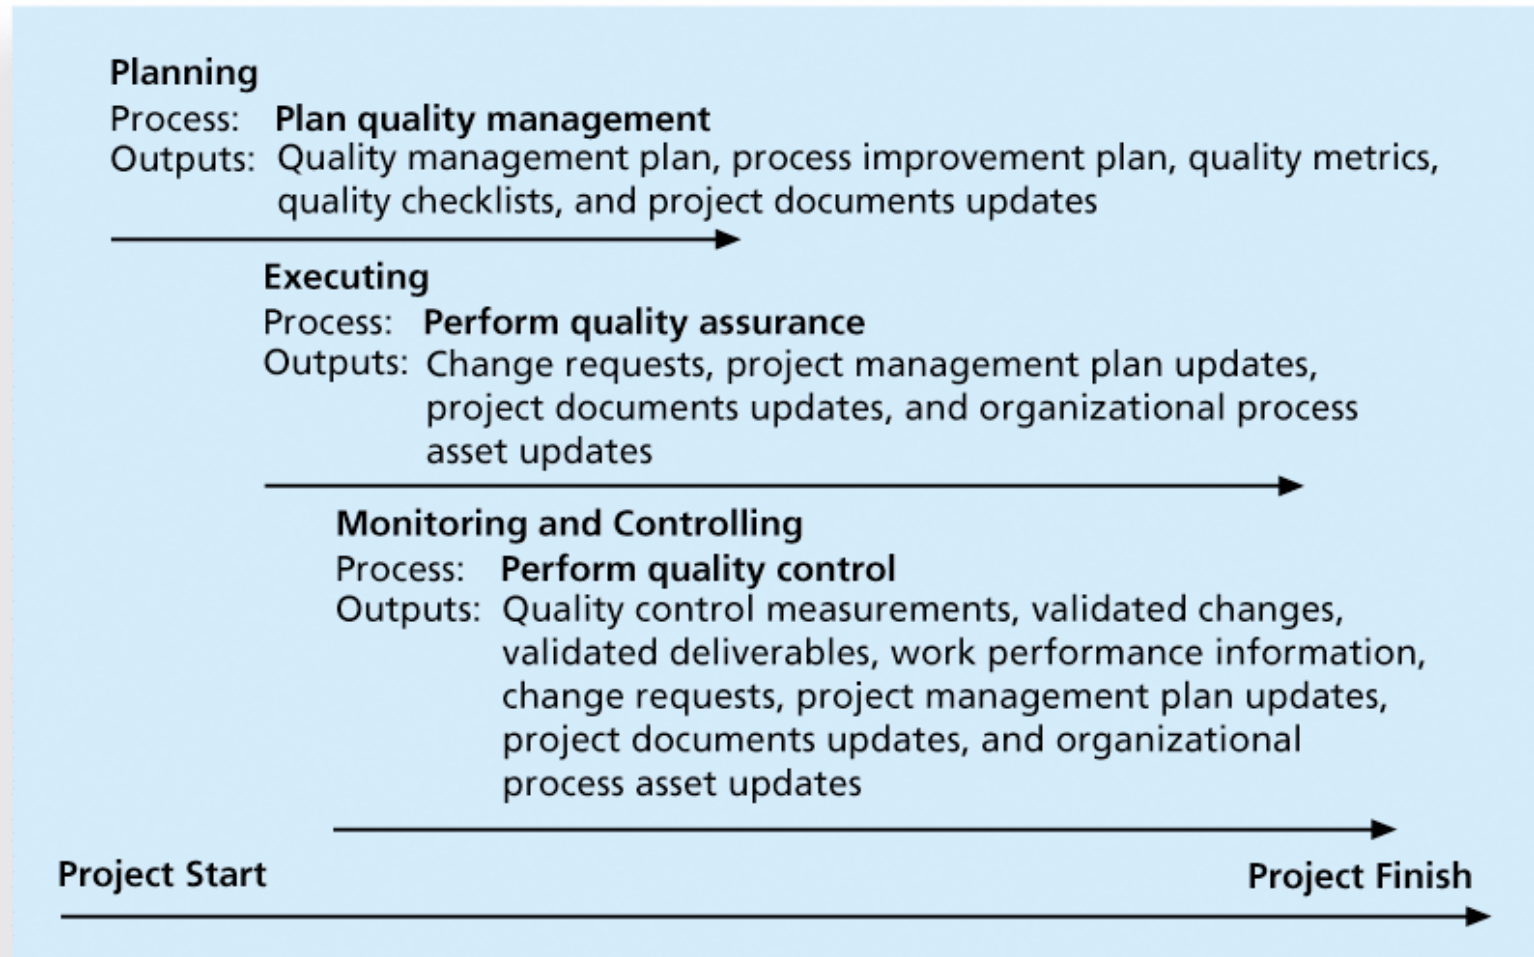 Planning
Process: Plan quality management
Outputs: Quality management plan, process improvement plan, quality metrics,
quality checklists, and project documents updates
Executing
Process: Perform quality assurance
Outputs: Change requests, project management plan updates,
project documents updates, and organizational process
asset updates
Monitoring and Controlling
Process: Perform quality control
Outputs: Quality control measurements, validated changes,
validated deliverables, work performance information,
change requests, project management plan updates,
project documents updates, and organizational
process asset updates
Project Start Project Finish